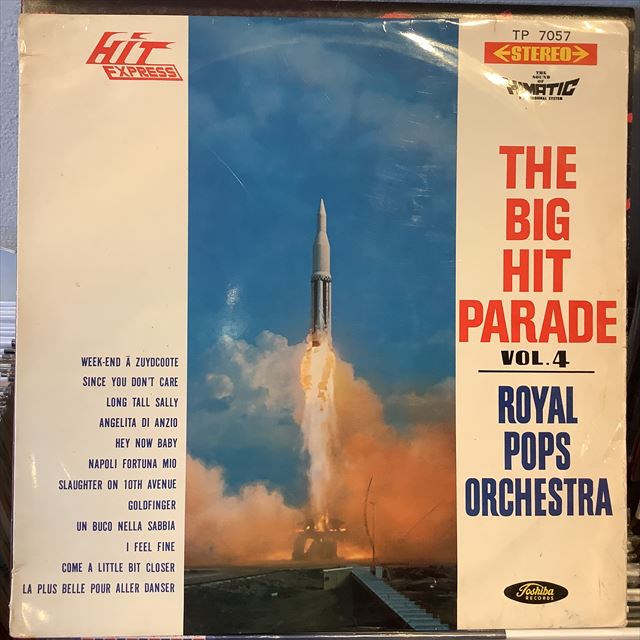 HIT
EXPRESS
TP 7057
STEREO
THE
SOUND
OF
THE
BIG
HIT
PARADE
VOL.4
ROYAL
POPS
ORCHESTRA
WEEK-END Ā ZUYDCOOTE
SINCE YOU DON'T CARE
LONG TALL SALLY
ANGELITA DI ANZIO
HEY NOW BABY
NAPOLI FORTUNA MIO
SLAUGHTER ON 10TH AVENUE
GOLDFINGER
UN BUCO NELLA SABBIA
I FEEL FINE
COME A LITTLE BIT CLOSER
LA PLUS BELLE POUR ALLER DANSER
Toshiba
RECORDS